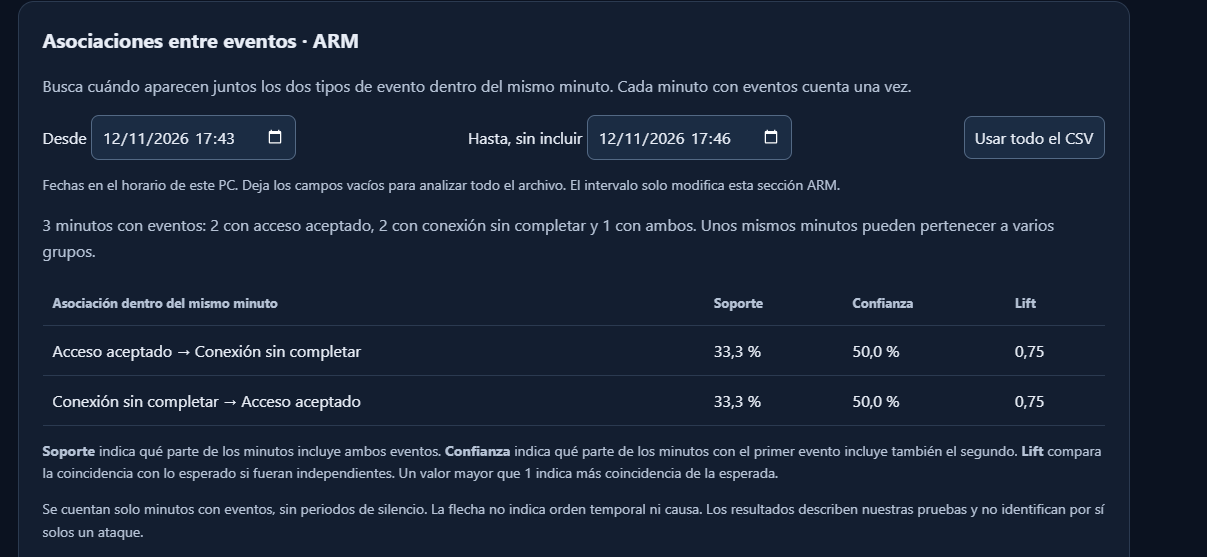 Asociaciones entre eventos · ARM
Busca cuándo aparecen juntos los dos tipos de evento dentro del mismo minuto. Cada minuto con eventos cuenta una vez.
Desde 12/11/2026 17:43 Hasta, sin incluir 12/11/2026 17:46 Usar todo el CSV
Fechas en el horario de este PC. Deja los campos vacíos para analizar todo el archivo. El intervalo solo modifica esta sección ARM.
3 minutos con eventos: 2 con acceso aceptado, 2 con conexión sin completar y 1 con ambos. Unos mismos minutos pueden pertenecer a varios
grupos.
Asociación dentro del mismo minuto Soporte Confianza Lift
Acceso aceptado → Conexión sin completar 33,3 % 50,0 % 0,75
Conexión sin completar → Acceso aceptado 33,3 % 50,0 % 0,75
Soporte indica qué parte de los minutos incluye ambos eventos. Confianza indica qué parte de los minutos con el primer evento incluye también el segundo. Lift compara
la coincidencia con lo esperado si fueran independientes. Un valor mayor que 1 indica más coincidencia de la esperada.
Se cuentan solo minutos con eventos, sin periodos de silencio. La flecha no indica orden temporal ni causa. Los resultados describen nuestras pruebas y no identifican por sí
solos un ataque.